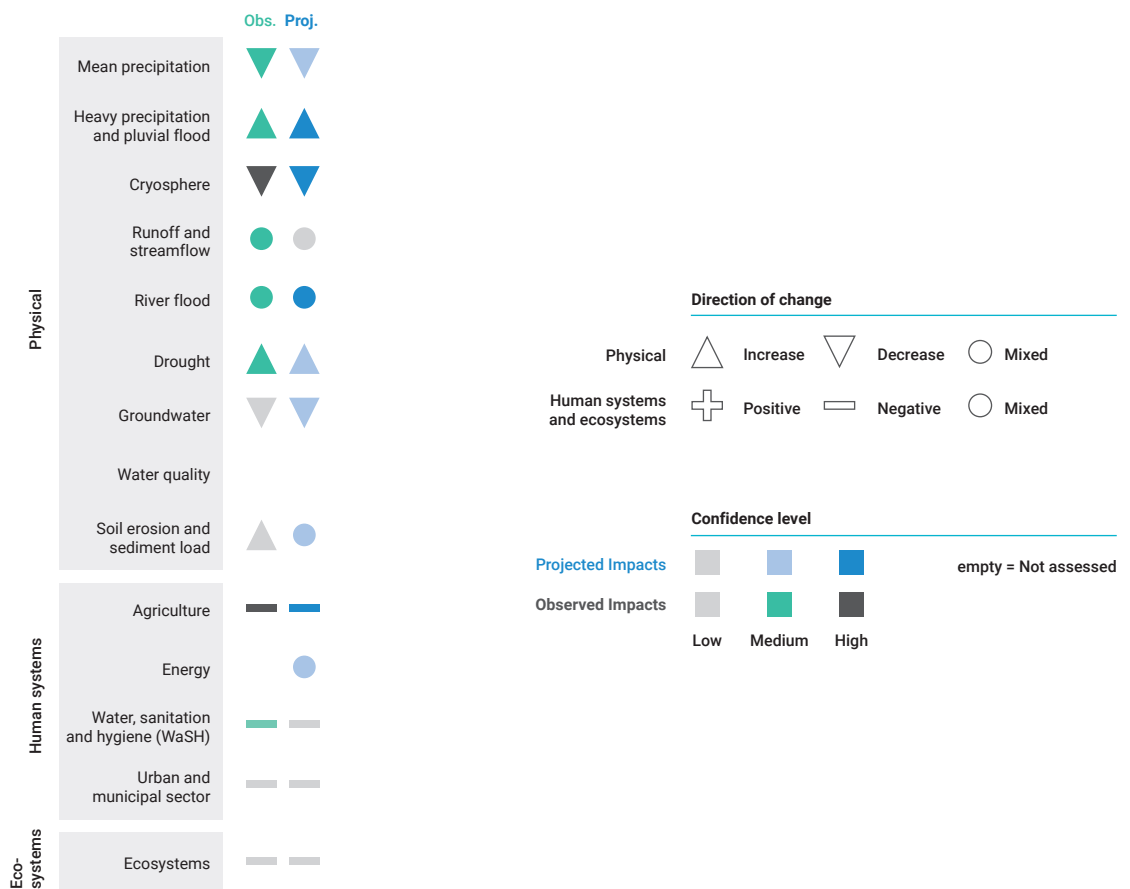 Obs. Proj.
Physical
Mean precipitation
Heavy precipitation
and pluvial flood
Cryosphere
Runoff and
streamflow
River flood
Drought
Groundwater
Water quality
Soil erosion and
sediment load
Human systems
Agriculture
Energy
Water, sanitation
and hygiene (WaSH)
Urban and
municipal sector
Eco-
systems
Ecosystems
Direction of change
Physical Increase Decrease Mixed
Human systems
and ecosystems Positive Negative Mixed
Confidence level
Projected Impacts empty = Not assessed
Observed Impacts
Low Medium High